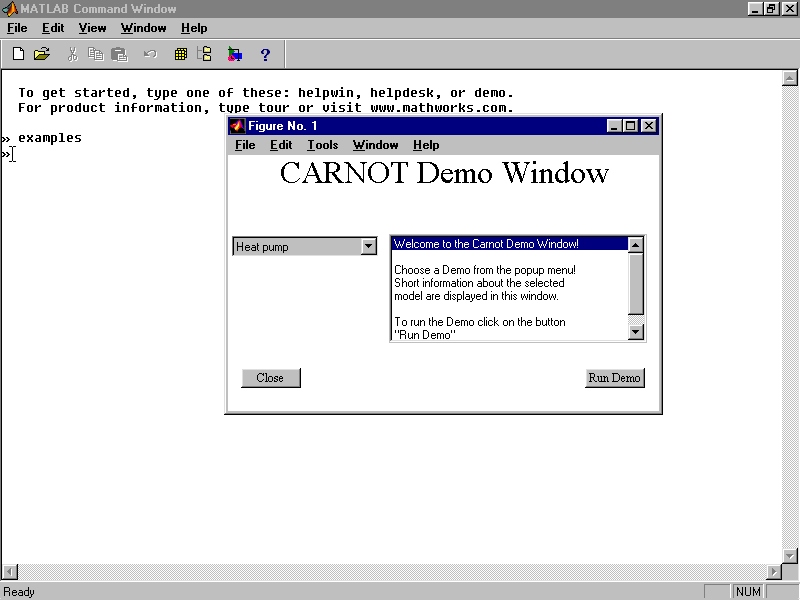 MATLAB Command Window
File Edit View Window Help
?
To get started, type one of these: helpwin, helpdesk, or demo.
For product information, type tour or visit www.mathworks.com.
» examples
»
Figure No. 1
File Edit Tools Window Help
CARNOT Demo Window
Heat pump
Welcome to the Carnot Demo Window!
Choose a Demo from the popup menu!
Short information about the selected
model are displayed in this window.
To run the Demo click on the button
"Run Demo"
Close
Run Demo
Ready
NUM